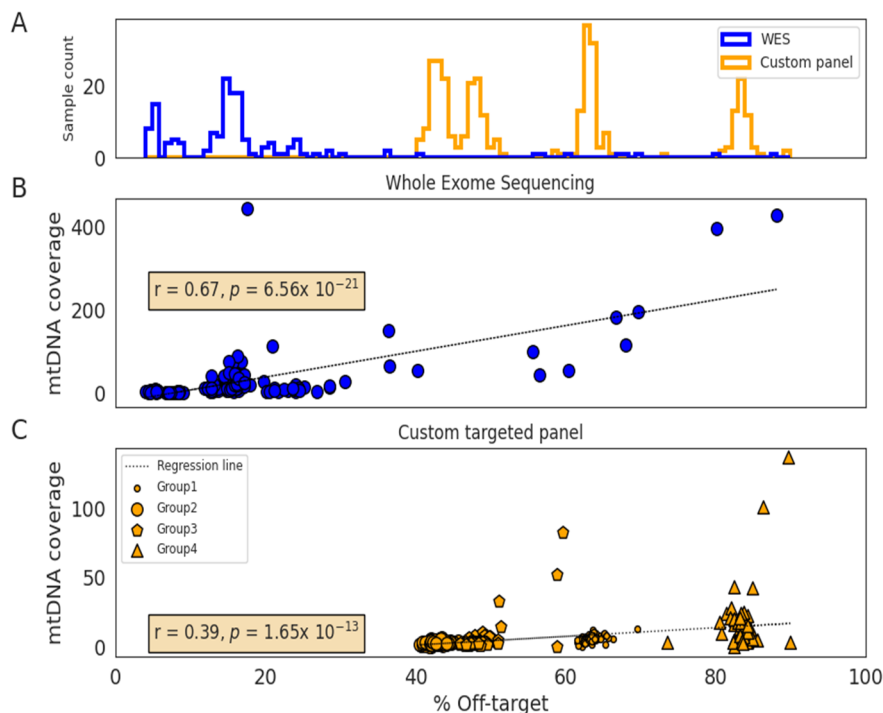 A
Sample count
20
0
WES
Custom panel
Whole Exome Sequencing
B
mtDNA coverage
400
200
0
r = 0.67, p = 6.56x 10⁻²¹
Custom targeted panel
C
mtDNA coverage
100
50
0
Regression line
Group1
Group2
Group3
Group4
r = 0.39, p = 1.65x 10⁻¹³
0 20 40 60 80 100
% Off-target